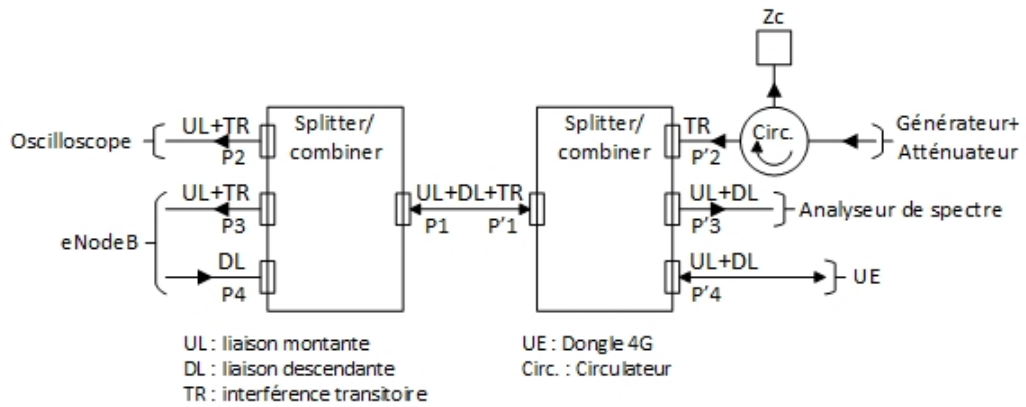 Zc
Oscilloscope
UL+TR
P2
Splitter/
combiner
Splitter/
combiner
TR
P'2
Circ.
Générateur+
Atténuateur
eNodeB
UL+TR
P3
UL+DL+TR
P1
P'1
UL+DL
P'3
Analyseur de spectre
DL
P4
UL+DL
P'4
UE
UL : liaison montante
DL : liaison descendante
TR : interférence transitoire
UE : Dongle 4G
Circ. : Circulateur